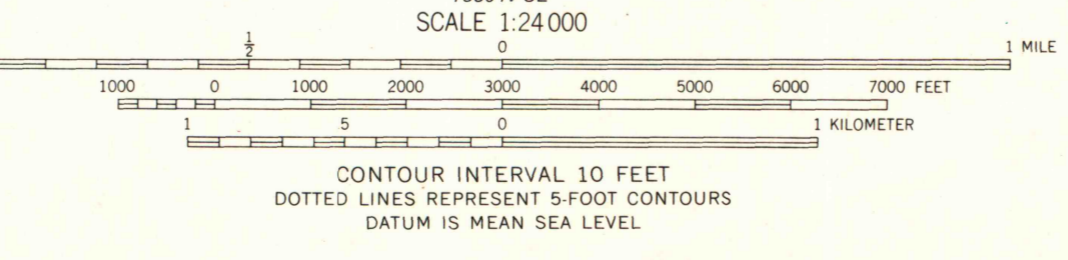 SCALE 1:24 000
1/2 0 1 MILE
1000 0 1000 2000 3000 4000 5000 6000 7000 FEET
1 5 0 1 KILOMETER
CONTOUR INTERVAL 10 FEET
DOTTED LINES REPRESENT 5-FOOT CONTOURS
DATUM IS MEAN SEA LEVEL